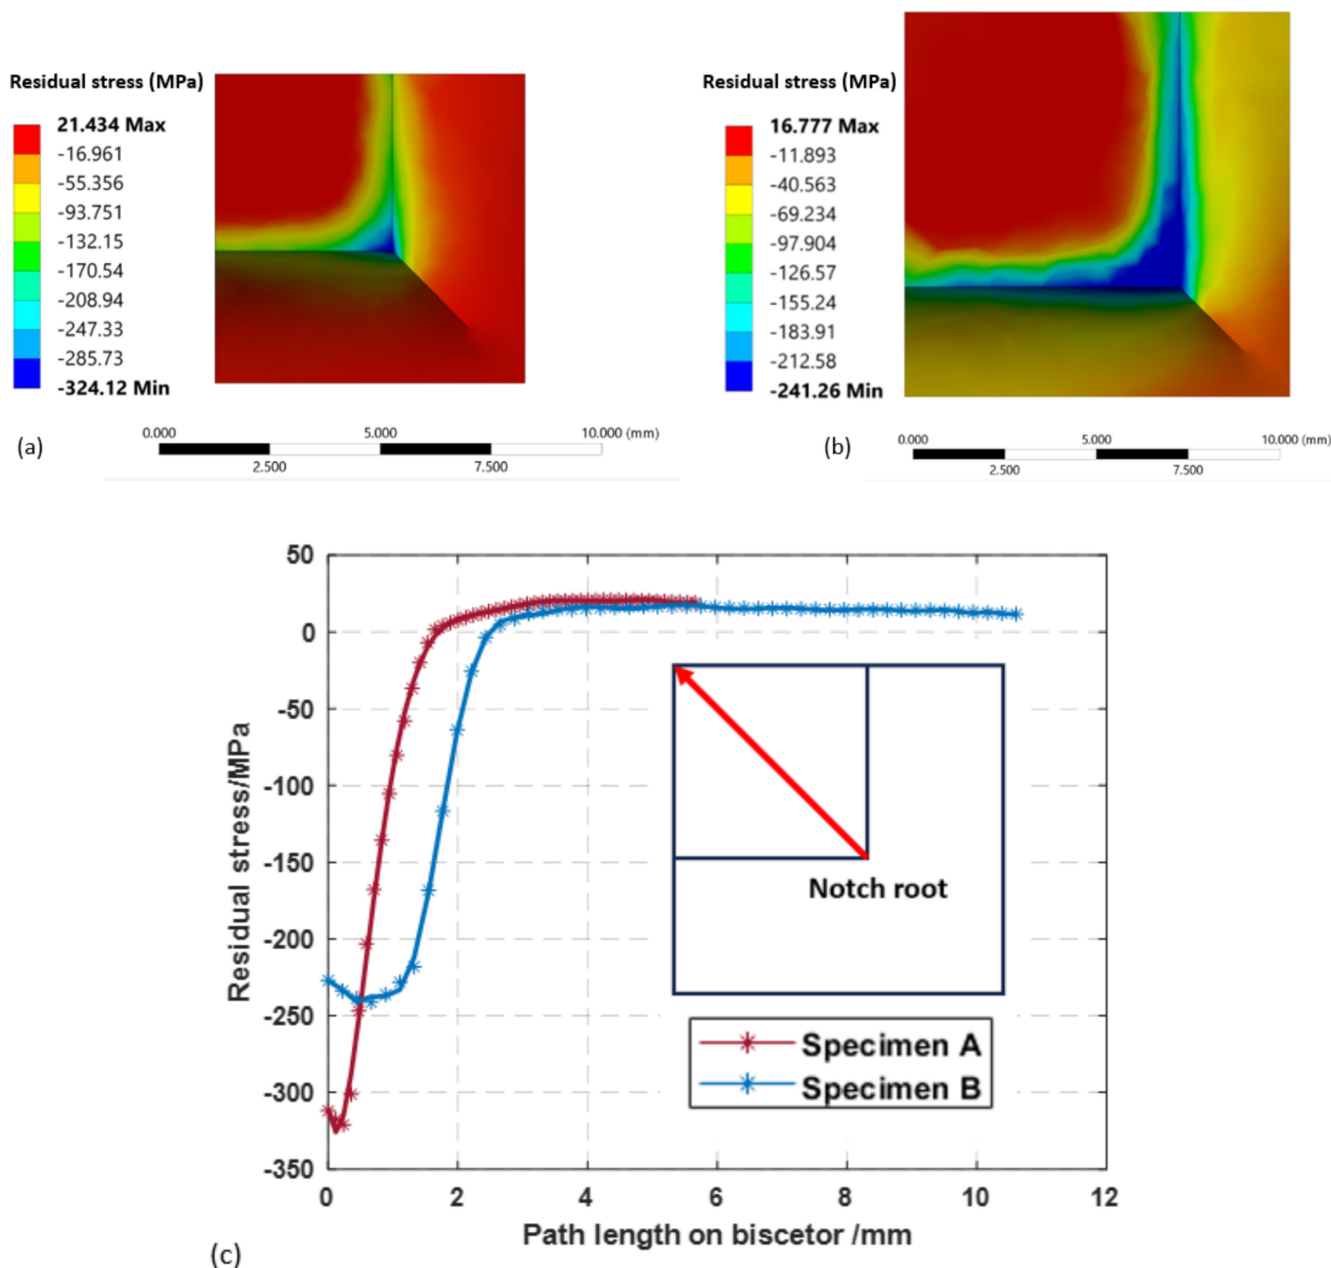 Residual stress (MPa)
21.434 Max
-16.961
-55.356
-93.751
-132.15
-170.54
-208.94
-247.33
-285.73
-324.12 Min
(a)
0.000
5.000
10.000 (mm)
2.500
7.500
Residual stress (MPa)
16.777 Max
-11.893
-40.563
-69.234
-97.904
-126.57
-155.24
-183.91
-212.58
-241.26 Min
(b)
0.000
5.000
10.000 (mm)
2.500
7.500
50
0
-50
-100
-150
-200
-250
-300
-350
Residual stress/MPa
Notch root
Specimen A
Specimen B
0
2
4
6
8
10
12
Path length on biscetor /mm
(c)